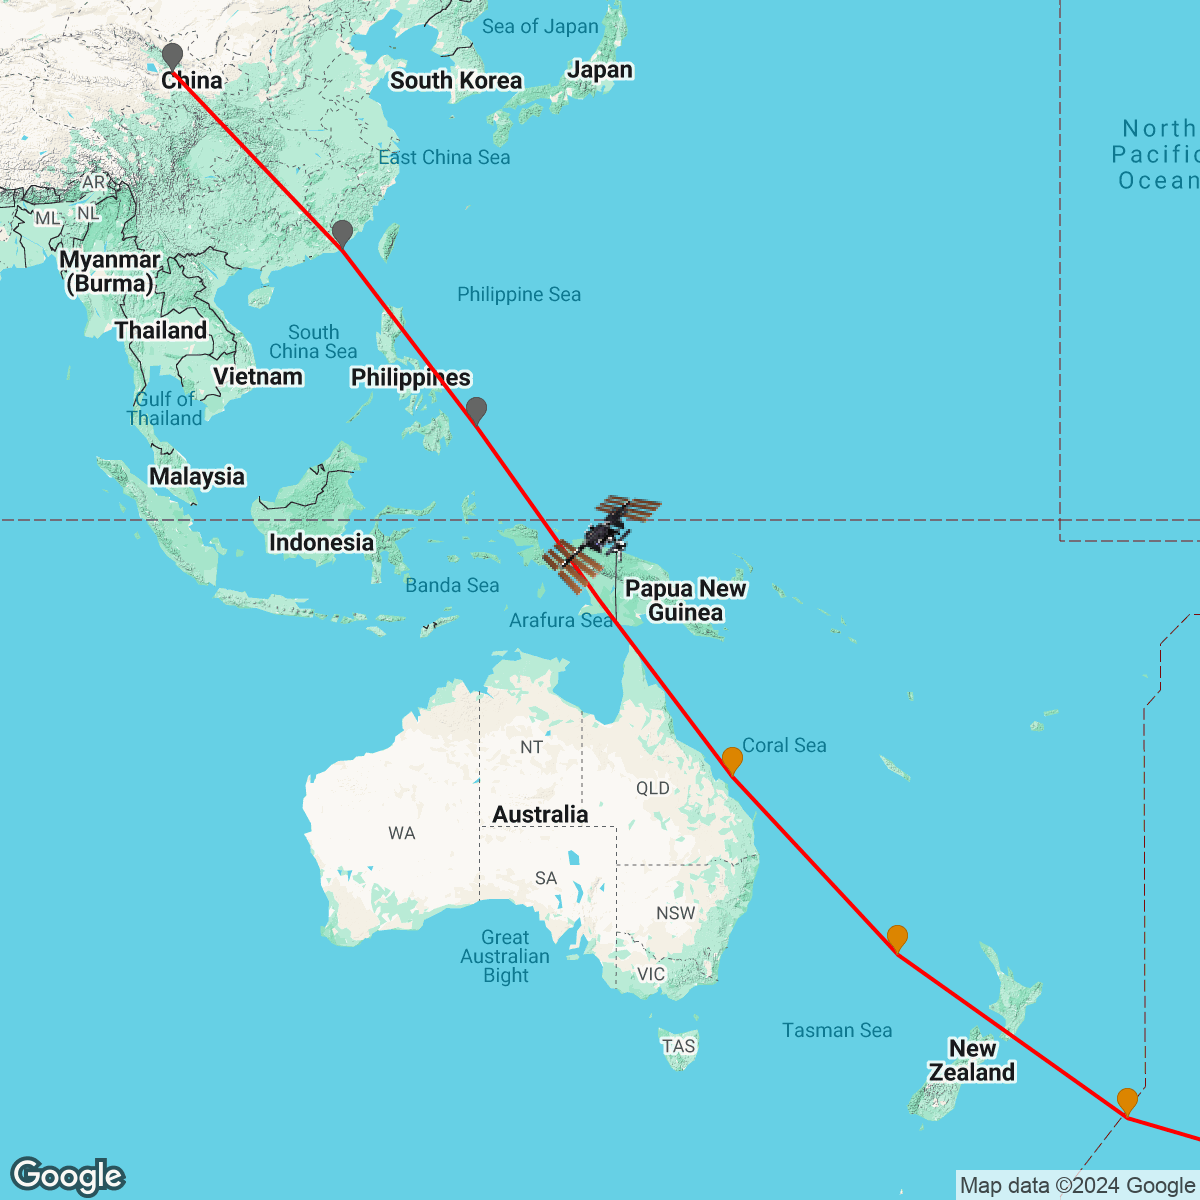 Sea of Japan
South Korea
Japan
China
North
Pacific
Ocean
East China Sea
AR
ML
NL
Myanmar
(Burma)
Philippine Sea
Thailand
South
China Sea
Vietnam
Philippines
Gulf of
Thailand
Malaysia
Indonesia
Banda Sea
Papua New
Guinea
Arafura Sea
Coral Sea
NT
QLD
Australia
WA
SA
NSW
Great
Australian
Bight
VIC
Tasman Sea
TAS
New
Zealand
Google
Map data ©2024 Google